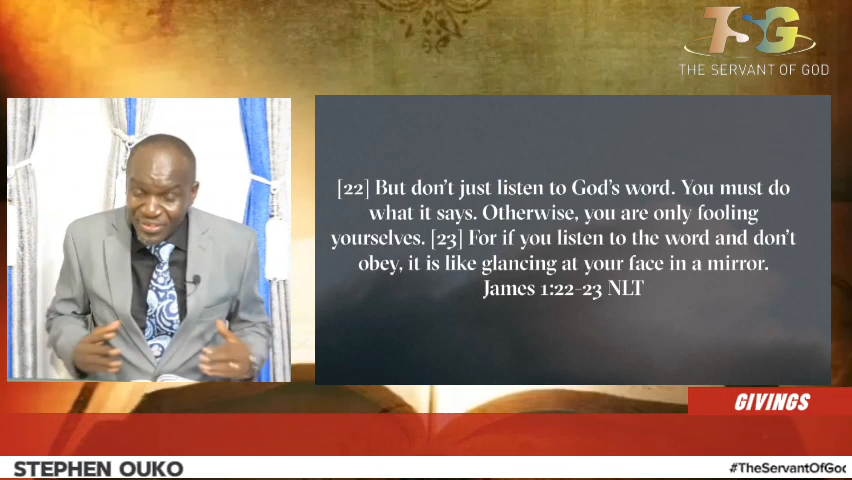 TSG
THE SERVANT OF GOD
[22] But don't just listen to God's word. You must do
what it says. Otherwise, you are only fooling
yourselves. [23] For if you listen to the word and don't
obey, it is like glancing at your face in a mirror.
James 1:22-23 NLT
GIVINGS
STEPHEN OUKO
#TheServantOfGod